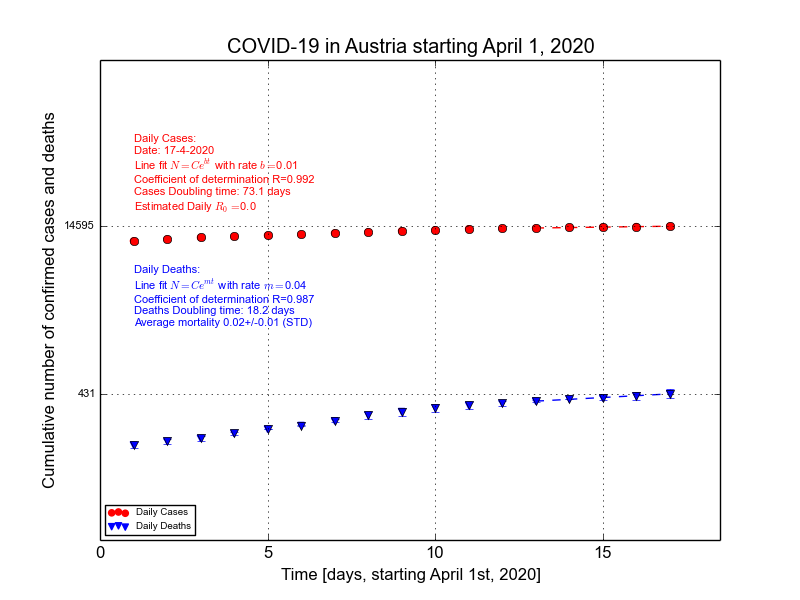 COVID-19 in Austria starting April 1, 2020
Cumulative number of confirmed cases and deaths
Daily Cases:
Date: 17-4-2020
Line fit N=Ce^{bt} with rate b=0.01
Coefficient of determination R=0.992
Cases Doubling time: 73.1 days
Estimated Daily R_0=0.0
14595
Daily Deaths:
Line fit N=Ce^{mt} with rate m=0.04
Coefficient of determination R=0.987
Deaths Doubling time: 18.2 days
Average mortality 0.02+/-0.01 (STD)
431
Daily Cases
Daily Deaths
0 5 10 15
Time [days, starting April 1st, 2020]